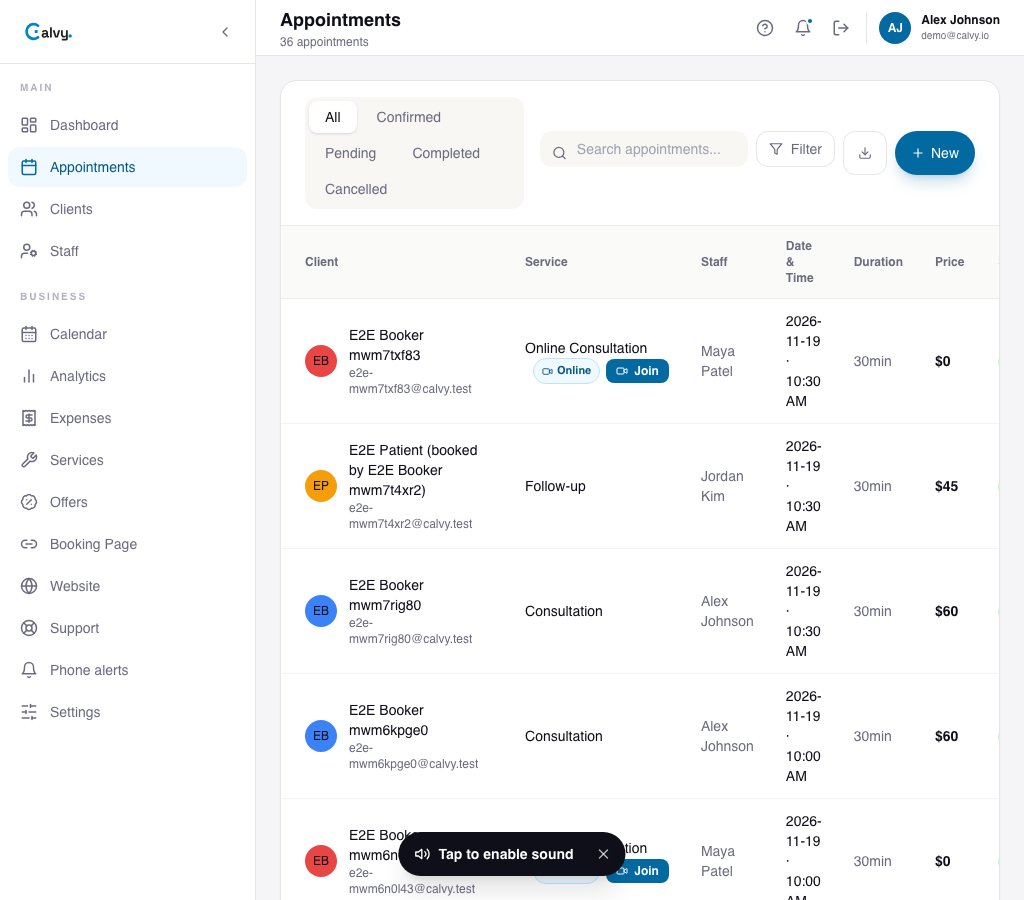 Calvy.
Appointments
36 appointments
AJ
Alex Johnson
demo@calvy.io
MAIN
Dashboard
Appointments
Clients
Staff
BUSINESS
Calendar
Analytics
Expenses
Services
Offers
Booking Page
Website
Support
Phone alerts
Settings
All
Confirmed
Pending
Completed
Cancelled
Search appointments...
Filter
New
Client
Service
Staff
Date
&
Time
Duration
Price
EB
E2E Booker
mwm7txf83
e2e-
mwm7txf83@calvy.test
Online Consultation
Online
Join
Maya
Patel
2026-
11-19
·
10:30
AM
30min
$0
EP
E2E Patient (booked
by E2E Booker
mwm7t4xr2)
e2e-
mwm7t4xr2@calvy.test
Follow-up
Jordan
Kim
2026-
11-19
·
10:30
AM
30min
$45
EB
E2E Booker
mwm7rig80
e2e-
mwm7rig80@calvy.test
Consultation
Alex
Johnson
2026-
11-19
·
10:30
AM
30min
$60
EB
E2E Booker
mwm6kpge0
e2e-
mwm6kpge0@calvy.test
Consultation
Alex
Johnson
2026-
11-19
·
10:00
AM
30min
$60
EB
E2E
e2e-
mwm6n0l43@calvy.test
Join
Maya
Patel
2026-
11-19
·
10:00
AM
30min
$0
Tap to enable sound